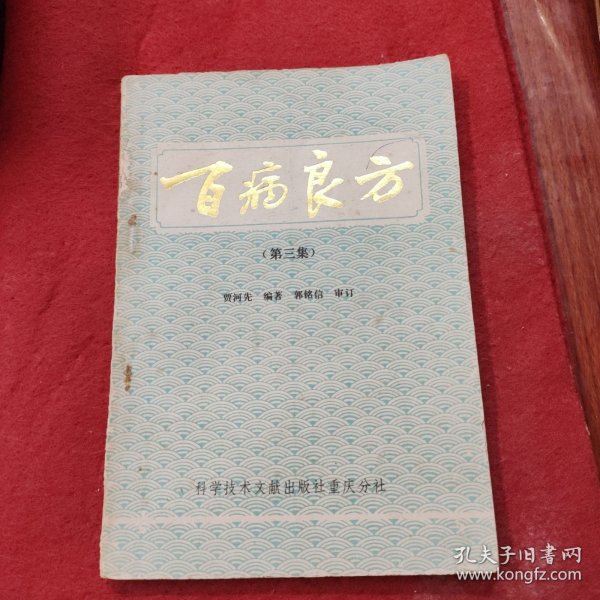 百病良方
（第三集）
贾河先 编著 郭铭信 审订
科学技术文献出版社重庆分社
孔夫子旧书网
www.kongfz.com